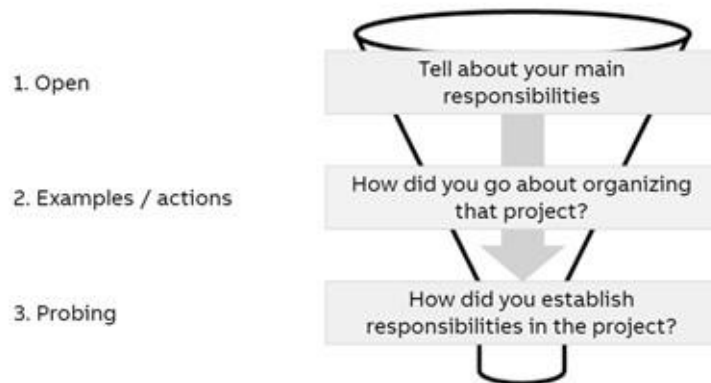 1. Open
Tell about your main
responsibilities
2. Examples / actions
How did you go about organizing
that project?
3. Probing
How did you establish
responsibilities in the project?